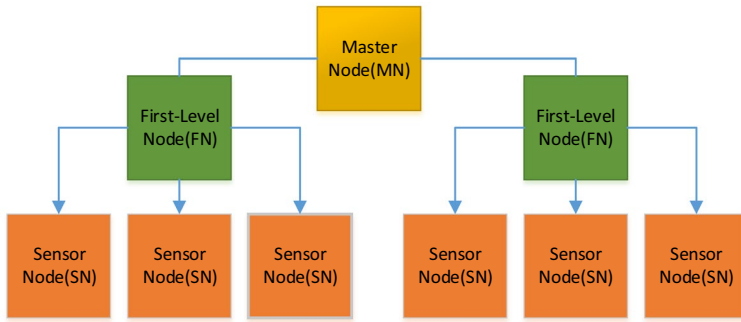 Master
Node(MN)
First-Level
Node(FN)
First-Level
Node(FN)
Sensor
Node(SN)
Sensor
Node(SN)
Sensor
Node(SN)
Sensor
Node(SN)
Sensor
Node(SN)
Sensor
Node(SN)